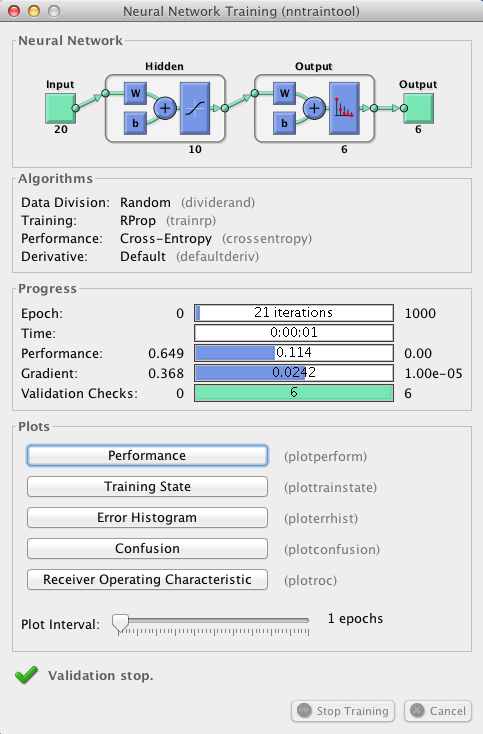 Neural Network Training (nntraintool)
Neural Network
Hidden Output
Input Output
W W
b b
+ +
20 6
10 6
Algorithms
Data Division: Random (dividerand)
Training: RProp (trainrp)
Performance: Cross-Entropy (crossentropy)
Derivative: Default (defaultderiv)
Progress
Epoch: 0 21 iterations 1000
Time: 0:00:01
Performance: 0.649 0.114 0.00
Gradient: 0.368 0.0242 1.00e-05
Validation Checks: 0 6 6
Plots
Performance (plotperform)
Training State (plottrainstate)
Error Histogram (ploterrhist)
Confusion (plotconfusion)
Receiver Operating Characteristic (plotroc)
Plot Interval: 1 epochs
Validation stop.
Stop Training Cancel